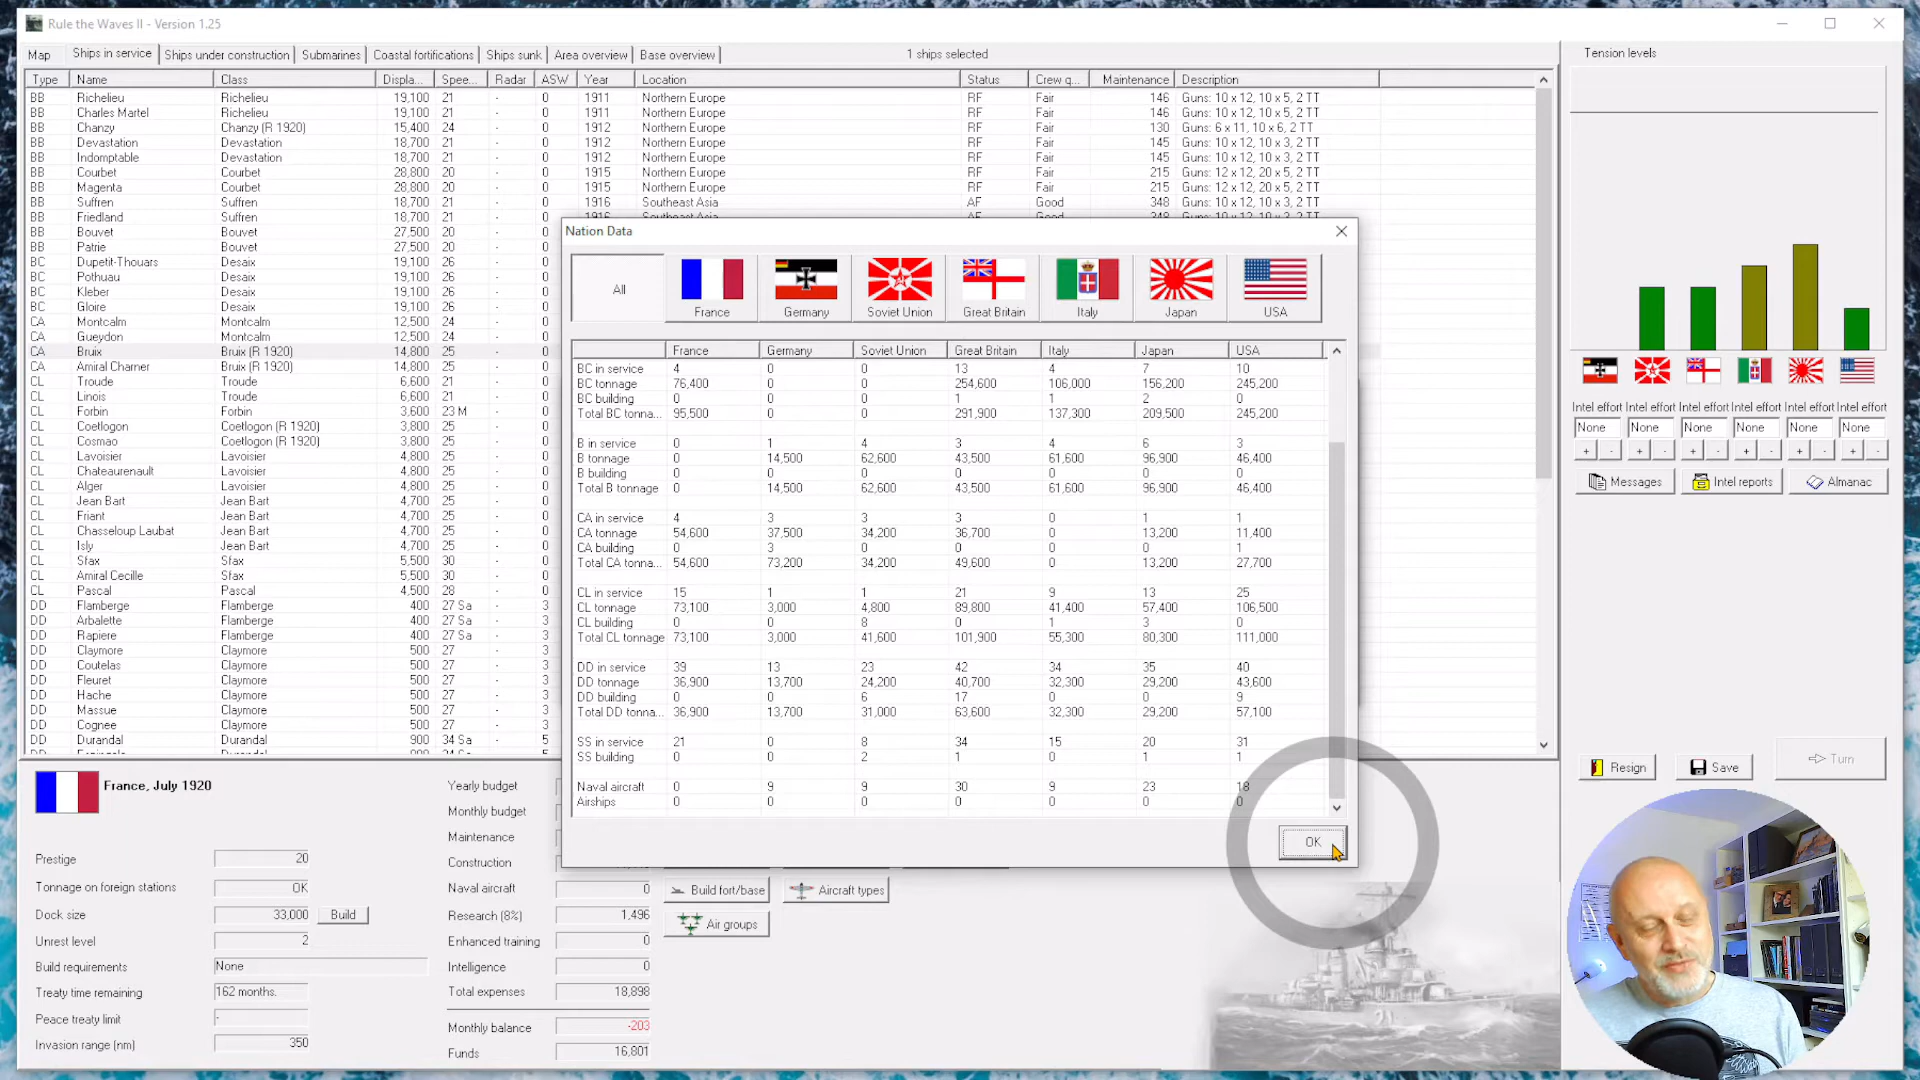 Rule the Waves II - Version 1.25
Map Ships in service Ships under construction Submarines Coastal fortifications Ships sunk Area overview Base overview 1 ships selected Tension levels
Type Name Class Displa... Spee... Radar ASW Year Location Status Crew q... Maintenance Description
BB Richelieu Richelieu 19,100 21 - 0 1911 Northern Europe RF Fair 146 Guns: 10 x 12, 10 x 5, 2 TT
BB Charles Martel Richelieu 19,100 21 - 0 1911 Northern Europe RF Fair 146 Guns: 10 x 12, 10 x 5, 2 TT
BB Chanzy Chanzy (R 1920) 15,400 24 - 0 1912 Northern Europe RF Fair 130 Guns: 6 x 11, 10 x 6, 2 TT
BB Devastation Devastation 18,700 21 - 0 1912 Northern Europe RF Fair 145 Guns: 10 x 12, 10 x 3, 2 TT
BB Indomptable Devastation 18,700 21 - 0 1912 Northern Europe RF Fair 145 Guns: 10 x 12, 10 x 3, 2 TT
BB Courbet Courbet 28,800 20 - 0 1915 Northern Europe RF Fair 215 Guns: 12 x 12, 20 x 5, 2 TT
BB Magenta Courbet 28,800 20 - 0 1915 Northern Europe RF Fair 215 Guns: 12 x 12, 20 x 5, 2 TT
BB Suffren Suffren 18,700 21 - 0 1916 Southeast Asia AF Good 348 Guns: 10 x 12, 10 x 3, 2 TT
BB Friedland Suffren 18,700 21 - 0 1916 Southeast Asia AF Good 348 Guns: 10 x 12, 10 x 3, 2 TT
BB Bouvet Bouvet 27,500 20 - 0
BB Patrie Bouvet 27,500 20 - 0
BC Dupetit-Thouars Desaix 19,100 26 - 0
BC Pothuau Desaix 19,100 26 - 0
BC Kleber Desaix 19,100 26 - 0
BC Gloire Desaix 19,100 26 - 0
CA Montcalm Montcalm 12,500 24 - 0
CA Gueydon Montcalm 12,500 24 - 0
CA Bruix Bruix (R 1920) 14,800 25 - 0
CA Amiral Charner Bruix (R 1920) 14,800 25 - 0
CL Troude Troude 6,600 21 - 0
CL Linois Troude 6,600 21 - 0
CL Forbin Forbin 3,600 23 M - 0
CL Coetlogon Coetlogon (R 1920) 4,800 25 - 0
CL Cosmao Coetlogon (R 1920) 4,800 25 - 0
CL Lavoisier Lavoisier 4,800 25 - 0
CL Chateaurenault Lavoisier 4,800 25 - 0
CL Alger Lavoisier 4,800 25 - 0
CL Jean Bart Jean Bart 4,700 25 - 0
CL Friant Jean Bart 4,700 25 - 0
CL Chasseloup Laubat Jean Bart 4,700 25 - 0
CL Isly Jean Bart 4,700 25 - 0
CL Sfax Sfax 5,500 30 - 0
CL Amiral Cecille Sfax 5,500 30 - 0
CL Pascal Pascal 4,500 28 - 0
DD Flamberge Flamberge 400 27 Sa - 3
DD Arbalette Flamberge 400 27 Sa - 3
DD Rapiere Flamberge 400 27 Sa - 3
DD Claymore Claymore 500 27 - 3
DD Coutelas Claymore 500 27 - 3
DD Fleuret Claymore 500 27 - 3
DD Hache Claymore 500 27 - 3
DD Massue Claymore 500 27 - 3
DD Cognee Claymore 500 27 - 3
DD Durandal Durandal 900 34 Sa - 5
Nation Data
All France Germany Soviet Union Great Britain Italy Japan USA
France Germany Soviet Union Great Britain Italy Japan USA
BC in service 4 0 0 13 4 7 10
BC tonnage 76,400 0 0 254,600 106,000 156,200 245,200
BC building 1 0 0 1 1 2 0
Total BC tonna... 95,500 0 0 291,900 137,300 209,500 245,200
B in service 0 1 4 3 4 6 3
B tonnage 0 14,500 62,600 43,500 61,600 96,900 46,400
B building 0 0 0 0 0 0 0
Total B tonnage 0 14,500 62,600 43,500 61,600 96,900 46,400
CA in service 4 3 3 3 0 1 1
CA tonnage 54,600 37,500 34,200 36,700 0 13,200 11,400
CA building 0 3 0 0 0 0 1
Total CA tonna... 54,600 73,200 34,200 49,600 0 13,200 27,700
CL in service 15 1 1 21 9 13 25
CL tonnage 73,100 3,000 4,800 89,800 41,400 57,400 106,500
CL building 0 0 8 0 1 3 0
Total CL tonnage 73,100 3,000 41,600 101,900 55,300 80,300 111,000
DD in service 39 13 23 42 34 35 40
DD tonnage 36,900 13,700 24,200 40,700 32,300 29,200 43,600
DD building 0 0 6 17 0 0 9
Total DD tonna... 36,900 13,700 31,000 63,600 32,300 29,200 57,100
SS in service 21 0 8 34 15 20 31
SS building 0 0 2 1 0 1 1
Naval aircraft 0 9 9 30 9 23 18
Airships 0 0 0 0 0 0 0
OK
Intel effort Intel effort Intel effort Intel effort Intel effort Intel effort
None None None None None None
+ - + - + - + - + - + -
Messages Intel reports Almanac
Resign Save Turn
France, July 1920
Prestige 20
Tonnage on foreign stations OK
Dock size 33,000 Build
Unrest level 2
Build requirements None
Treaty time remaining 162 months.
Peace treaty limit -
Invasion range (nm) 350
Yearly budget
Monthly budget
Maintenance
Construction
Naval aircraft 0
Research (8%) 1,496
Enhanced training 0
Intelligence 0
Total expenses 18,898
Monthly balance -203
Funds 16,801
Build fort/base Aircraft types
Air groups